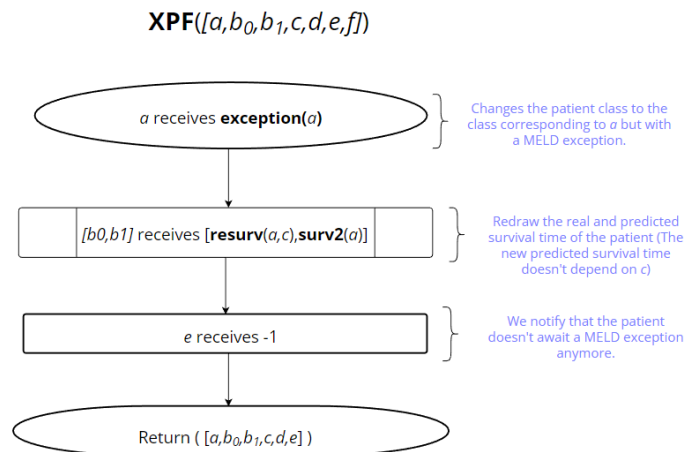 XPF([a,b₀,b₁,c,d,e,f])
a receives exception(a)
Changes the patient class to the
class corresponding to a but with
a MELD exception.
[b0,b1] receives [resurv(a,c),surv2(a)]
Redraw the real and predicted
survival time of the patient (The
new predicted survival time
doesn't depend on c)
e receives -1
We notify that the patient
doesn't await a MELD exception
anymore.
Return ( [a,b₀,b₁,c,d,e] )